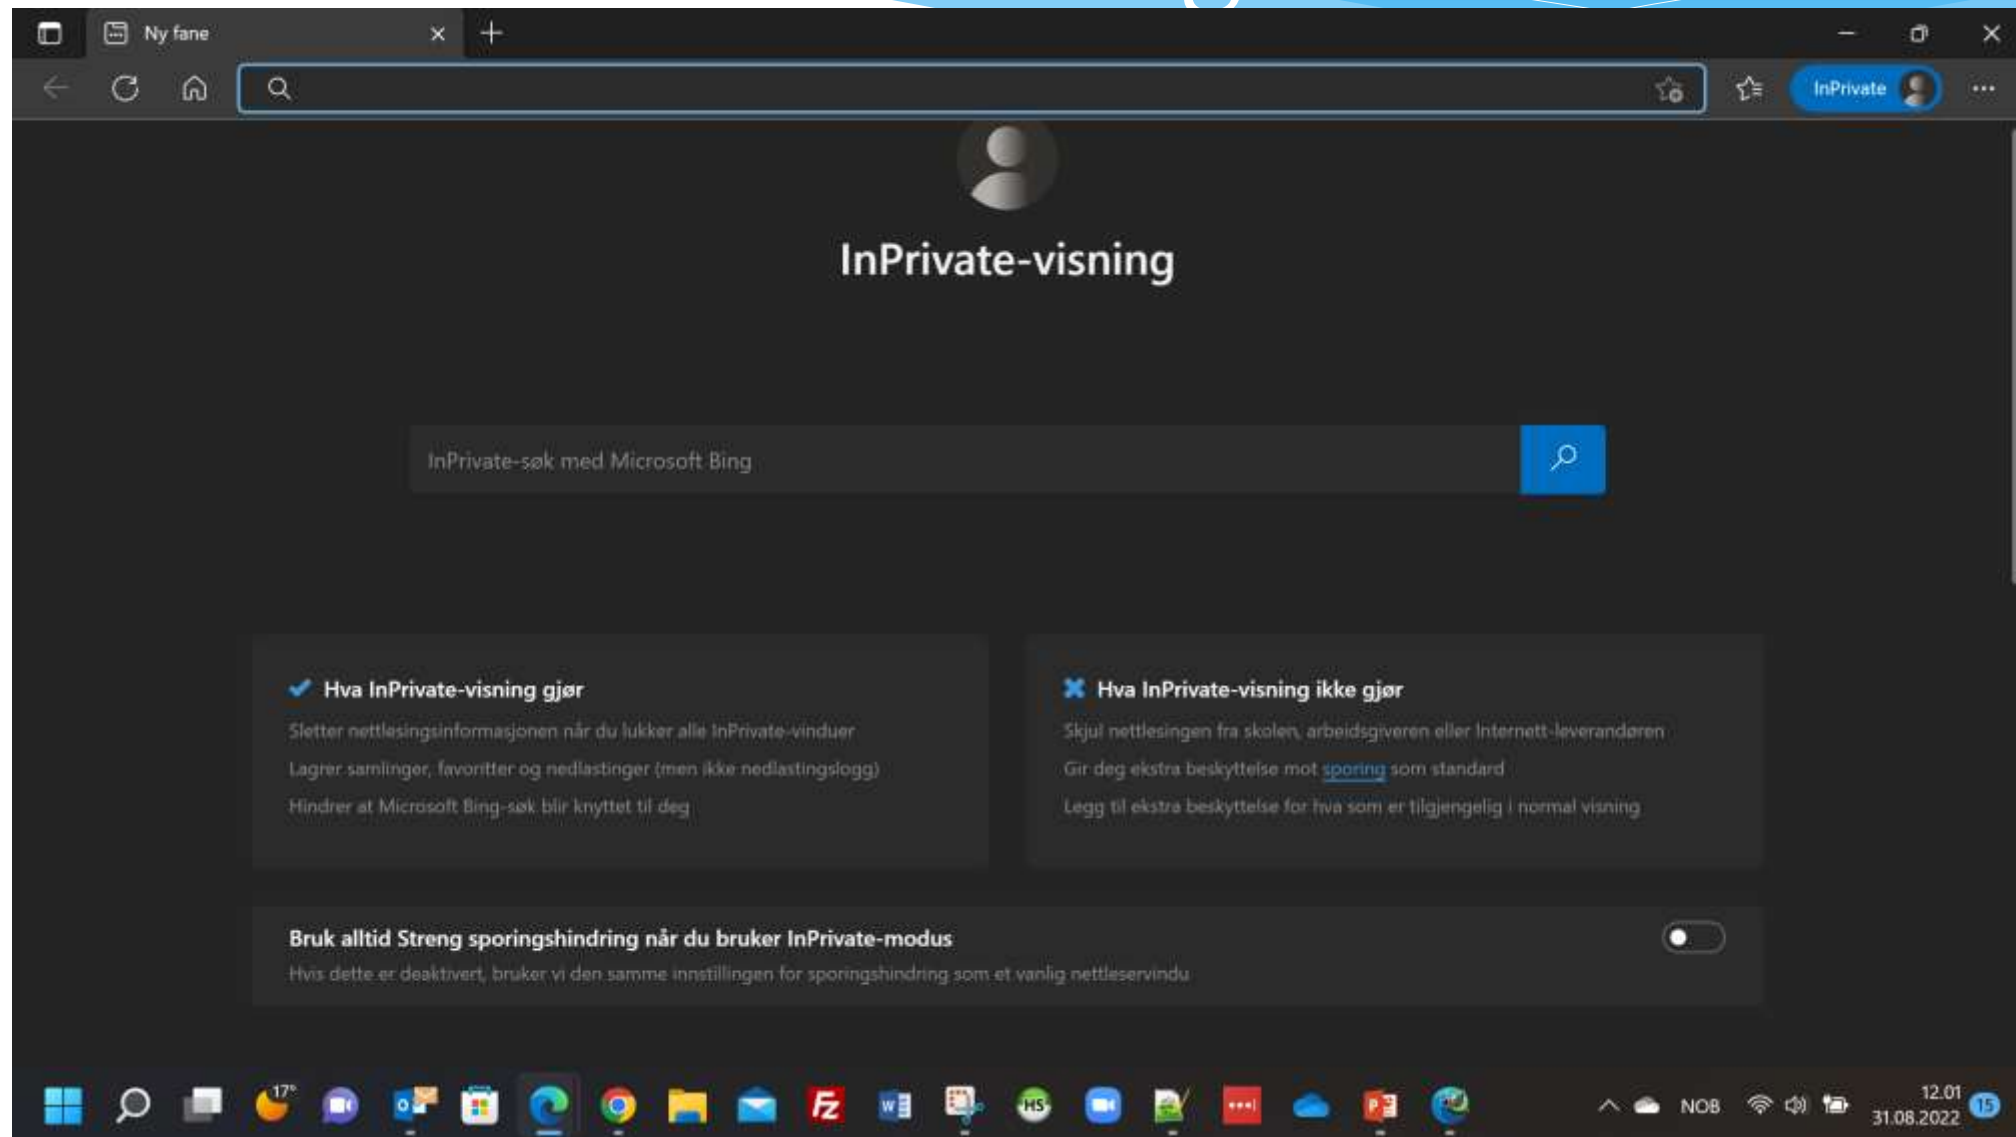 Ny fane
InPrivate
InPrivate-visning
InPrivate-søk med Microsoft Bing
Hva InPrivate-visning gjør
Sletter nettlesingsinformasjonen når du lukker alle InPrivate-vinduer
Lagrer samlinger, favoritter og nedlastinger (men ikke nedlastingslogg)
Hindrer at Microsoft Bing-søk blir knyttet til deg
Hva InPrivate-visning ikke gjør
Skjul nettlesingen fra skolen, arbeidsgiveren eller Internett-leverandøren
Gir deg ekstra beskyttelse mot sporing som standard
Legg til ekstra beskyttelse for hva som er tilgjengelig i normal visning
Bruk alltid Streng sporingshindring når du bruker InPrivate-modus
Hvis dette er deaktivert, bruker vi den samme innstillingen for sporingshindring som et vanlig nettleservindu
17°
Fz
HS
NOB
12.01
31.08.2022
15